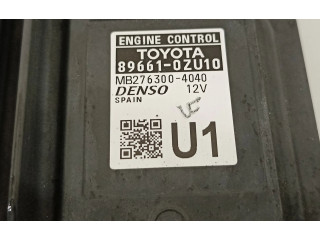 ENGINE CONTROL
TOYOTA
89661-0ZU10
MB276300-4040
DENSO 12V
SPAIN
U1